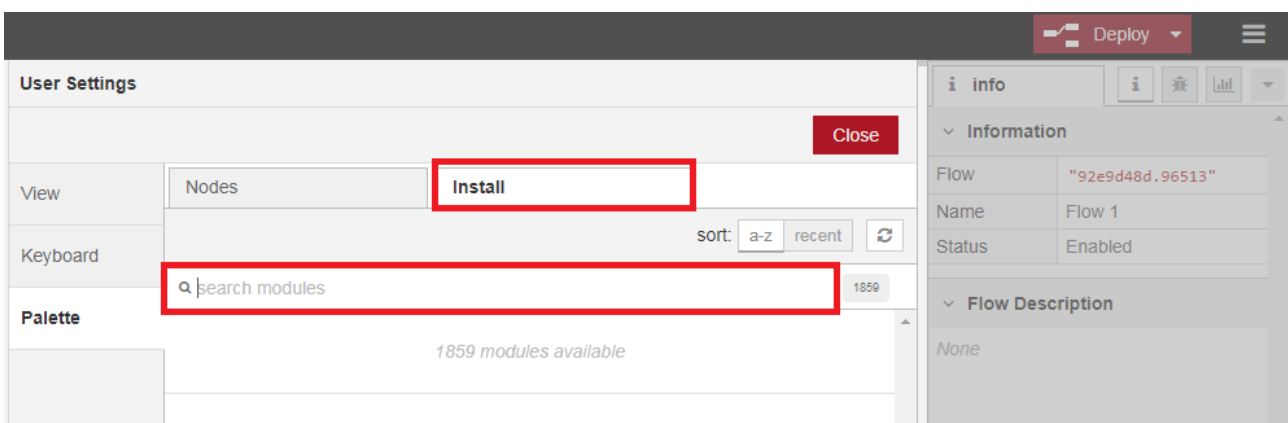 Deploy
User Settings
Close
View
Keyboard
Palette
Nodes
Install
sort: a-z recent
search modules
1859
1859 modules available
i info
i
Information
Flow "92e9d48d.96513"
Name Flow 1
Status Enabled
Flow Description
None